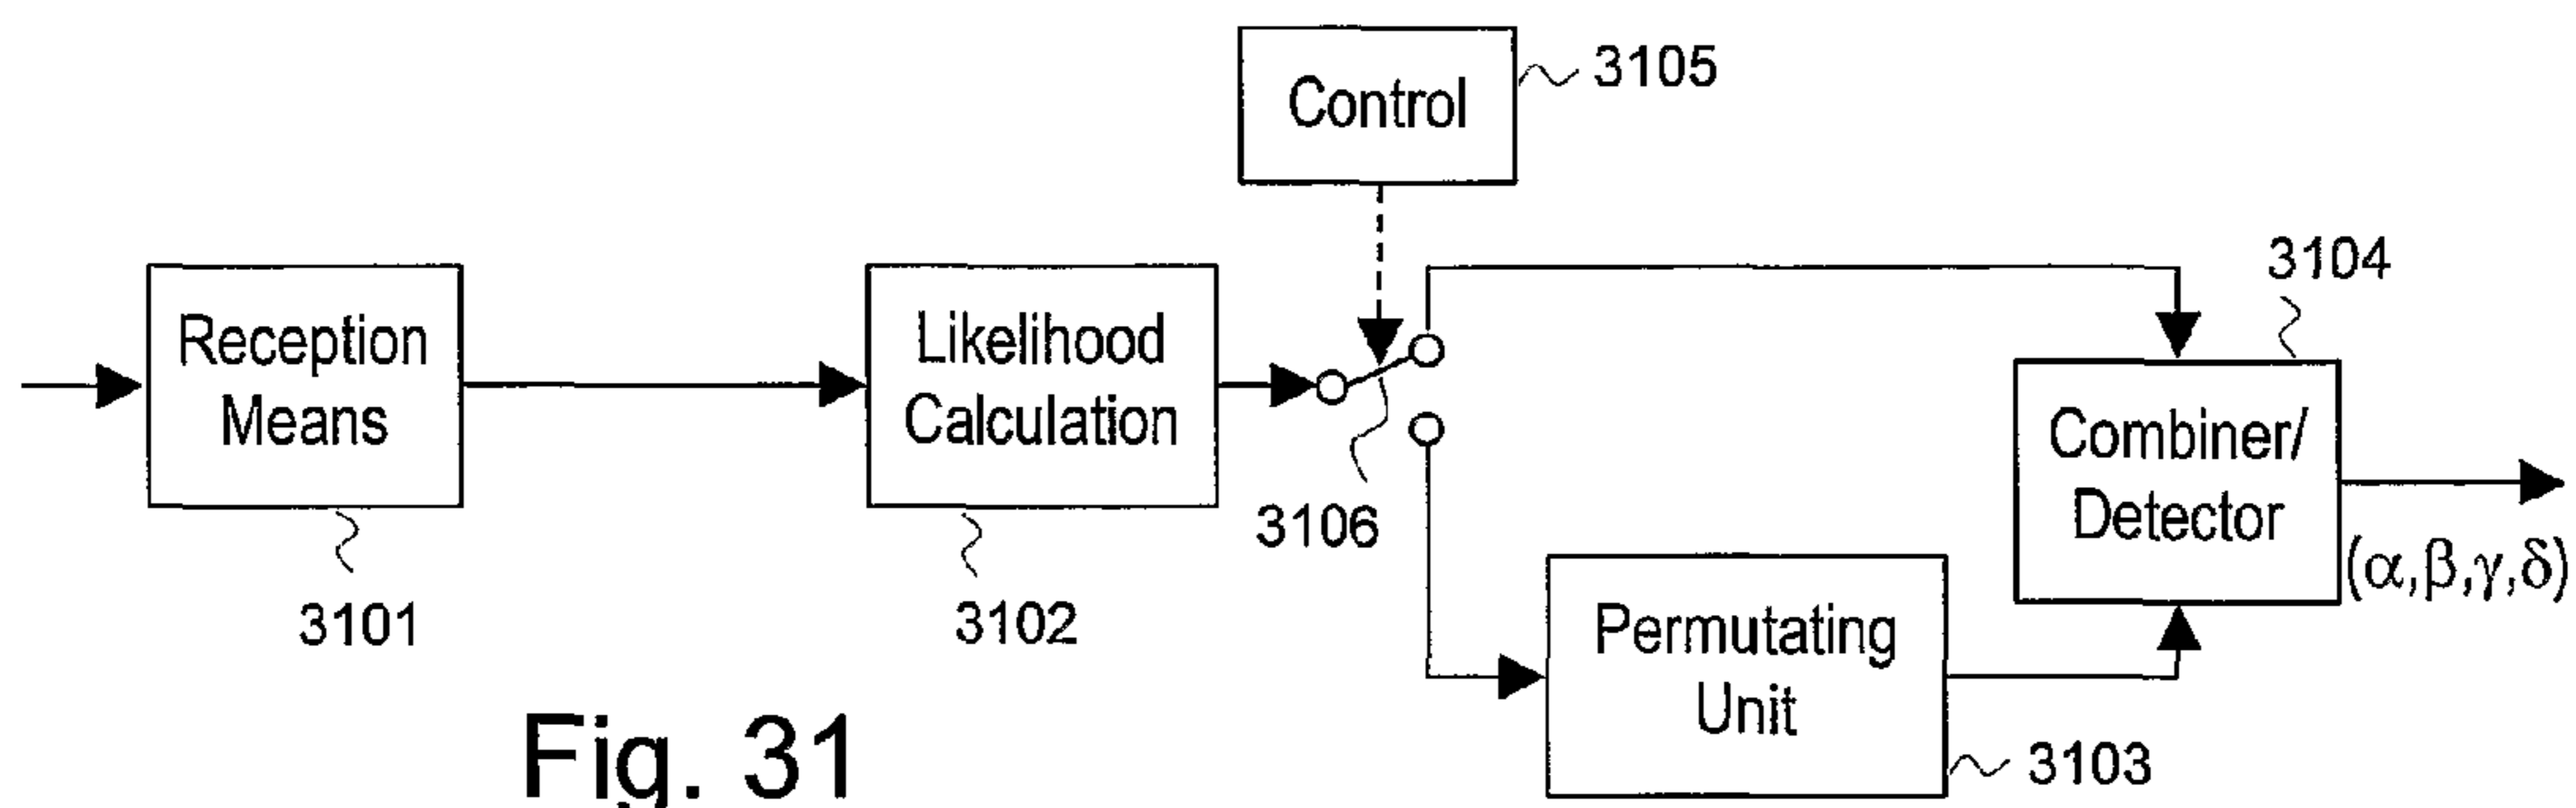 Control
3105
3104
Reception
Means
Likelihood
Calculation
Combiner/
Detector
3106
(α,β,γ,δ)
3101
3102
Permutating
Unit
3103
Fig. 31